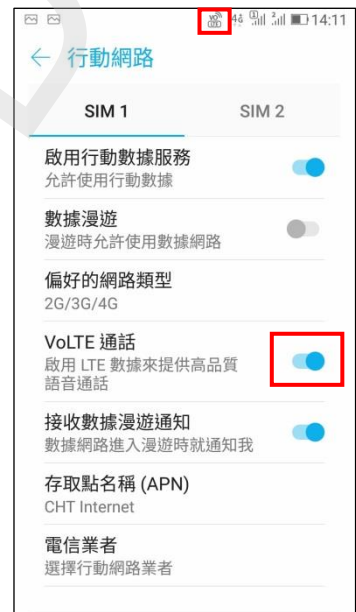 14:11
行動網路
SIM 1
SIM 2
啟用行動數據服務
允許使用行動數據
數據漫遊
漫遊時允許使用數據網路
偏好的網路類型
2G/3G/4G
VoLTE 通話
啟用 LTE 數據來提供高品質
語音通話
接收數據漫遊通知
數據網路進入漫遊時就通知我
存取點名稱 (APN)
CHT Internet
電信業者
選擇行動網路業者